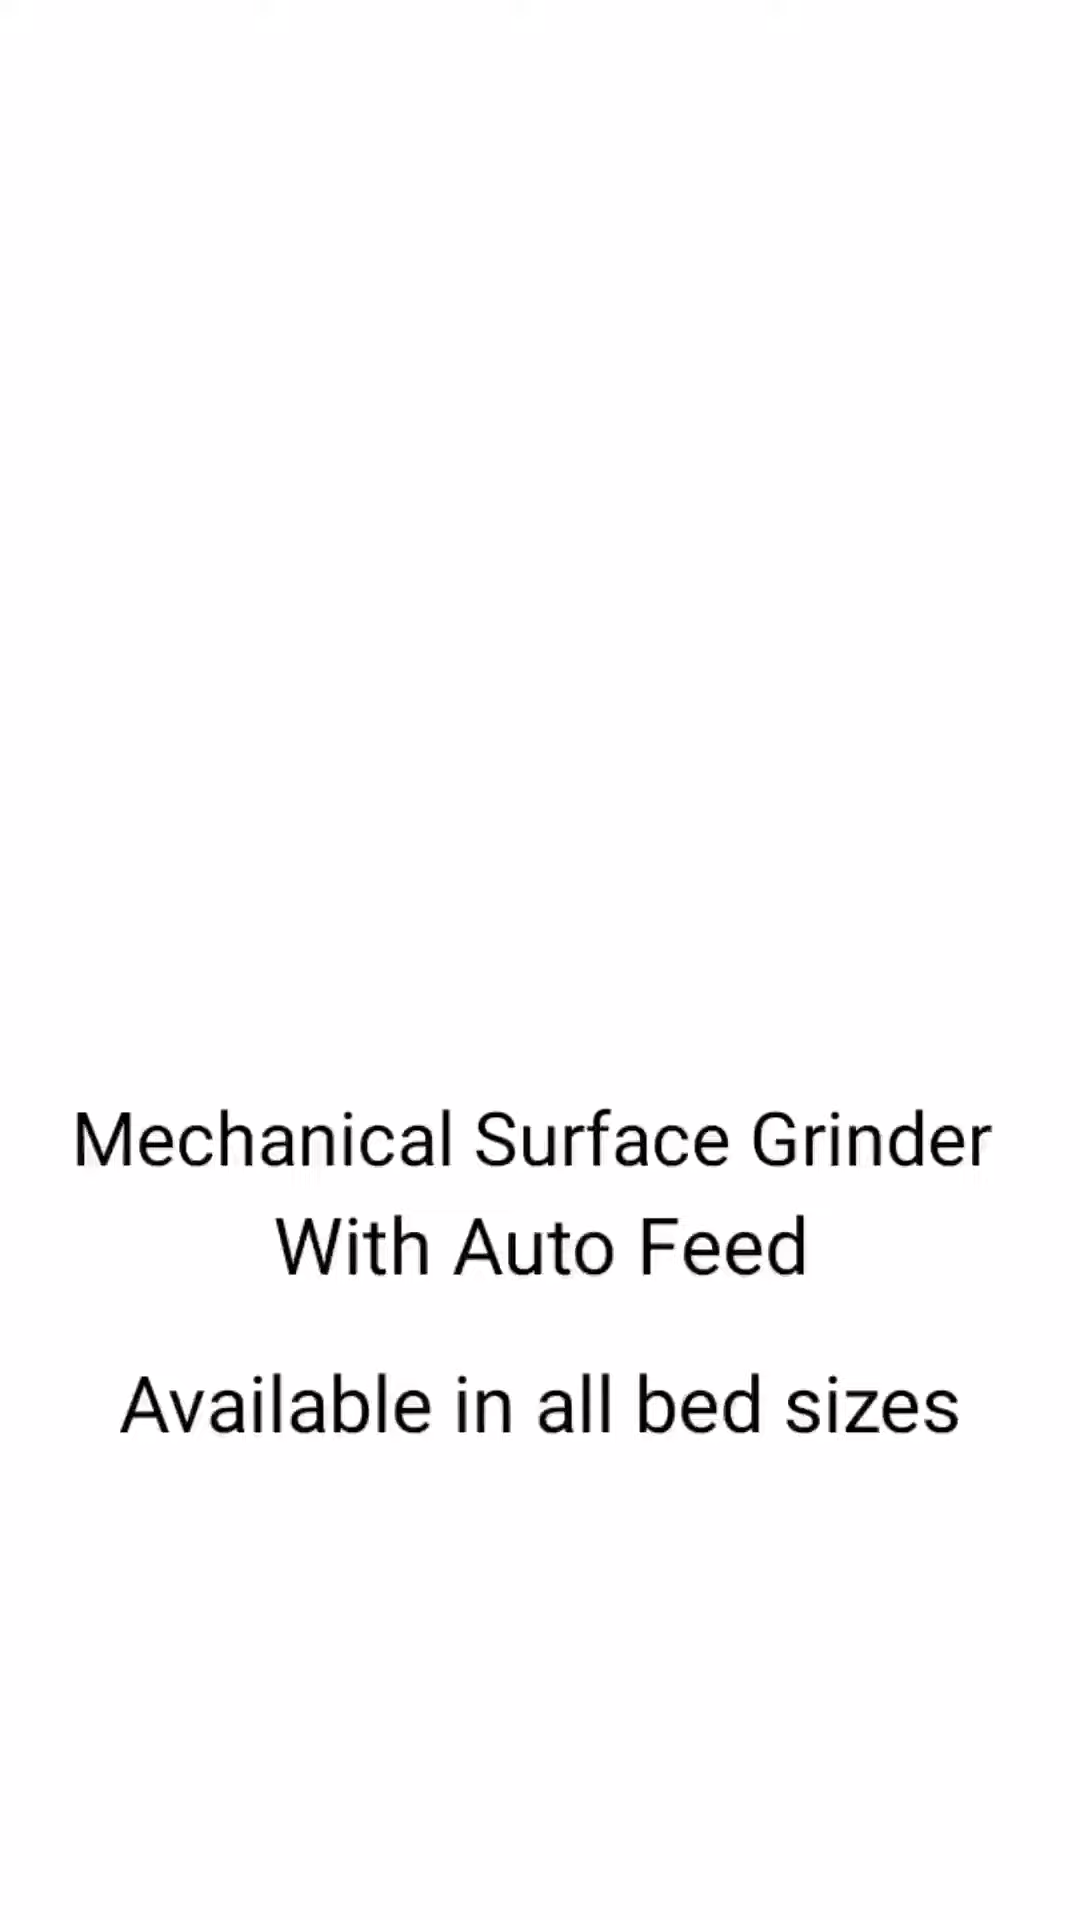 Mechanical Surface Grinder
With Auto Feed
Available in all bed sizes